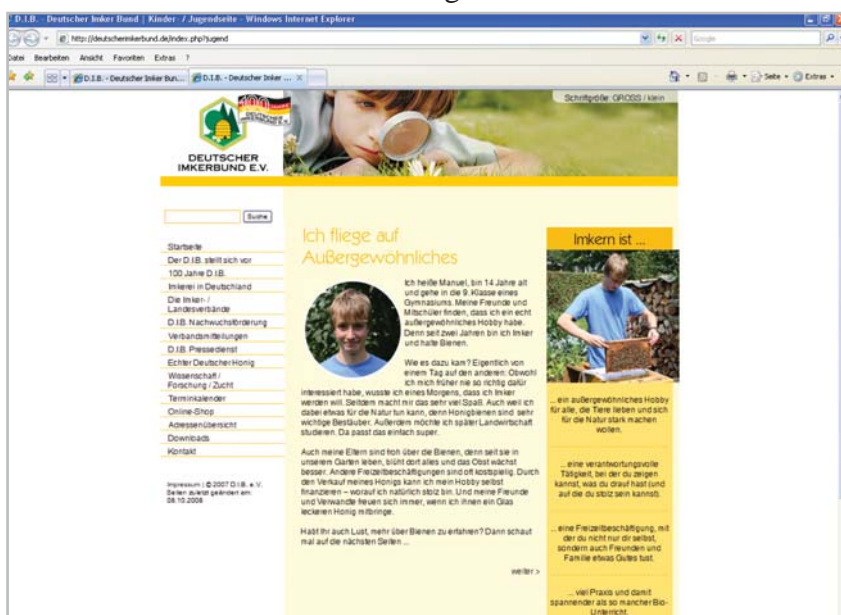 D.I.B. - Deutscher Imker Bund | Kinder- / Jugendseite - Windows Internet Explorer
http://deutscherimkerbund.de/index.php?jugend
Google
Datei Bearbeiten Ansicht Favoriten Extras ?
D.I.B. - Deutscher Imker Bun...
D.I.B. - Deutscher Imker ...
Seite
Extras
Schriftgröße: GROSS / klein
100 JAHRE
DEUTSCHER
IMKERBUND E.V.
DEUTSCHER
IMKERBUND E.V.
Suche
Startseite
Der D.I.B. stellt sich vor
100 Jahre D.I.B.
Imkerei in Deutschland
Die Imker- /
Landesverbände
D.I.B. Nachwuchsförderung
Verbandsmitteilungen
D.I.B. Pressedienst
Echter Deutscher Honig
Wissenschaft /
Forschung / Zucht
Terminkalender
Online-Shop
Adressenübersicht
Downloads
Kontakt
Impressum | © 2007 D.I.B. e.V.
Seiten zuletzt geändert am:
08.10.2008
Ich fliege auf
Außergewöhnliches
Ich heiße Manuel, bin 14 Jahre alt
und gehe in die 9. Klasse eines
Gymnasiums. Meine Freunde und
Mitschüler finden, dass ich ein echt
außergewöhnliches Hobby habe.
Denn seit zwei Jahren bin ich Imker
und halte Bienen.
Wie es dazu kam? Eigentlich von
einem Tag auf den anderen: Obwohl
ich mich früher nie so richtig dafür
interessiert habe, wusste ich eines Morgens, dass ich Imker
werden will. Seitdem macht mir das sehr viel Spaß. Auch weil ich
dabei etwas für die Natur tun kann, denn Honigbienen sind sehr
wichtige Bestäuber. Außerdem möchte ich später Landwirtschaft
studieren. Da passt das einfach super.
Auch meine Eltern sind froh über die Bienen, denn seit sie in
unserem Garten leben, blüht dort alles und das Obst wächst
besser. Andere Freizeitbeschäftigungen sind oft kostspielig. Durch
den Verkauf meines Honigs kann ich mein Hobby selbst
finanzieren – worauf ich natürlich stolz bin. Und meine Freunde
und Verwandte freuen sich immer, wenn ich ihnen ein Glas
leckeren Honig mitbringe.
Habt Ihr auch Lust, mehr über Bienen zu erfahren? Dann schaut
mal auf die nächsten Seiten ...
weiter >
Imkern ist ...
... ein außergewöhnliches Hobby
für alle, die Tiere lieben und sich
für die Natur stark machen
wollen.
... eine verantwortungsvolle
Tätigkeit, bei der du zeigen
kannst, was du drauf hast (und
auf die du stolz sein kannst).
... eine Freizeitbeschäftigung, mit
der du nicht nur dir selbst,
sondern auch Freunden und
Familie etwas Gutes tust.
... viel Praxis und damit
spannender als so mancher Bio-
Unterricht.